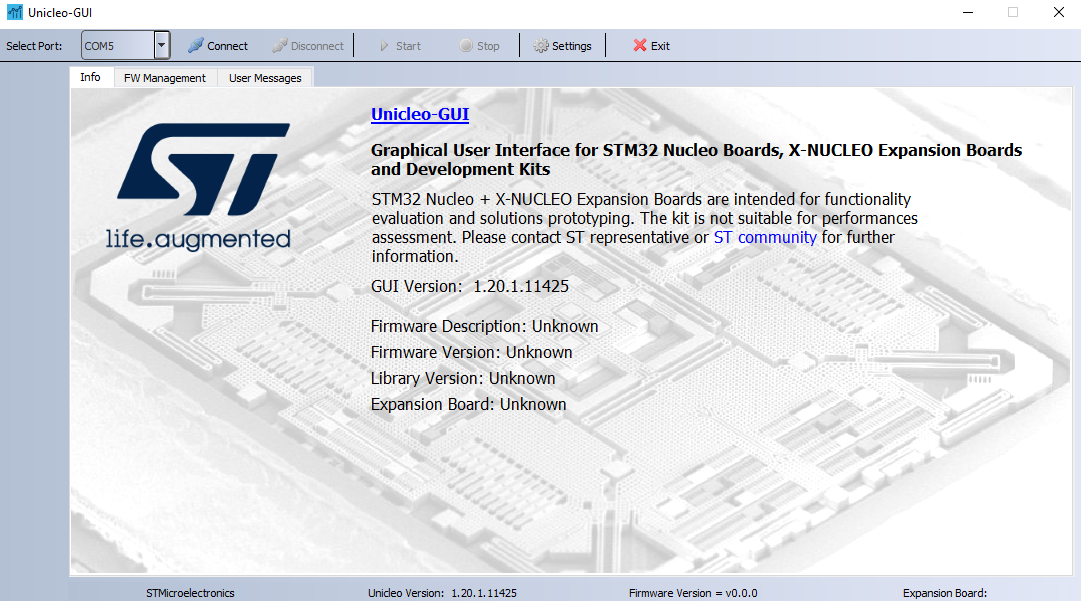 Unicleo-GUI
Select Port: COM5 Connect Disconnect Start Stop Settings Exit
Info FW Management User Messages
ST
life.augmented
Unicleo-GUI
Graphical User Interface for STM32 Nucleo Boards, X-NUCLEO Expansion Boards
and Development Kits
STM32 Nucleo + X-NUCLEO Expansion Boards are intended for functionality
evaluation and solutions prototyping. The kit is not suitable for performances
assessment. Please contact ST representative or ST community for further
information.
GUI Version: 1.20.1.11425
Firmware Description: Unknown
Firmware Version: Unknown
Library Version: Unknown
Expansion Board: Unknown
STMicroelectronics Unicleo Version: 1.20.1.11425 Firmware Version = v0.0.0 Expansion Board: